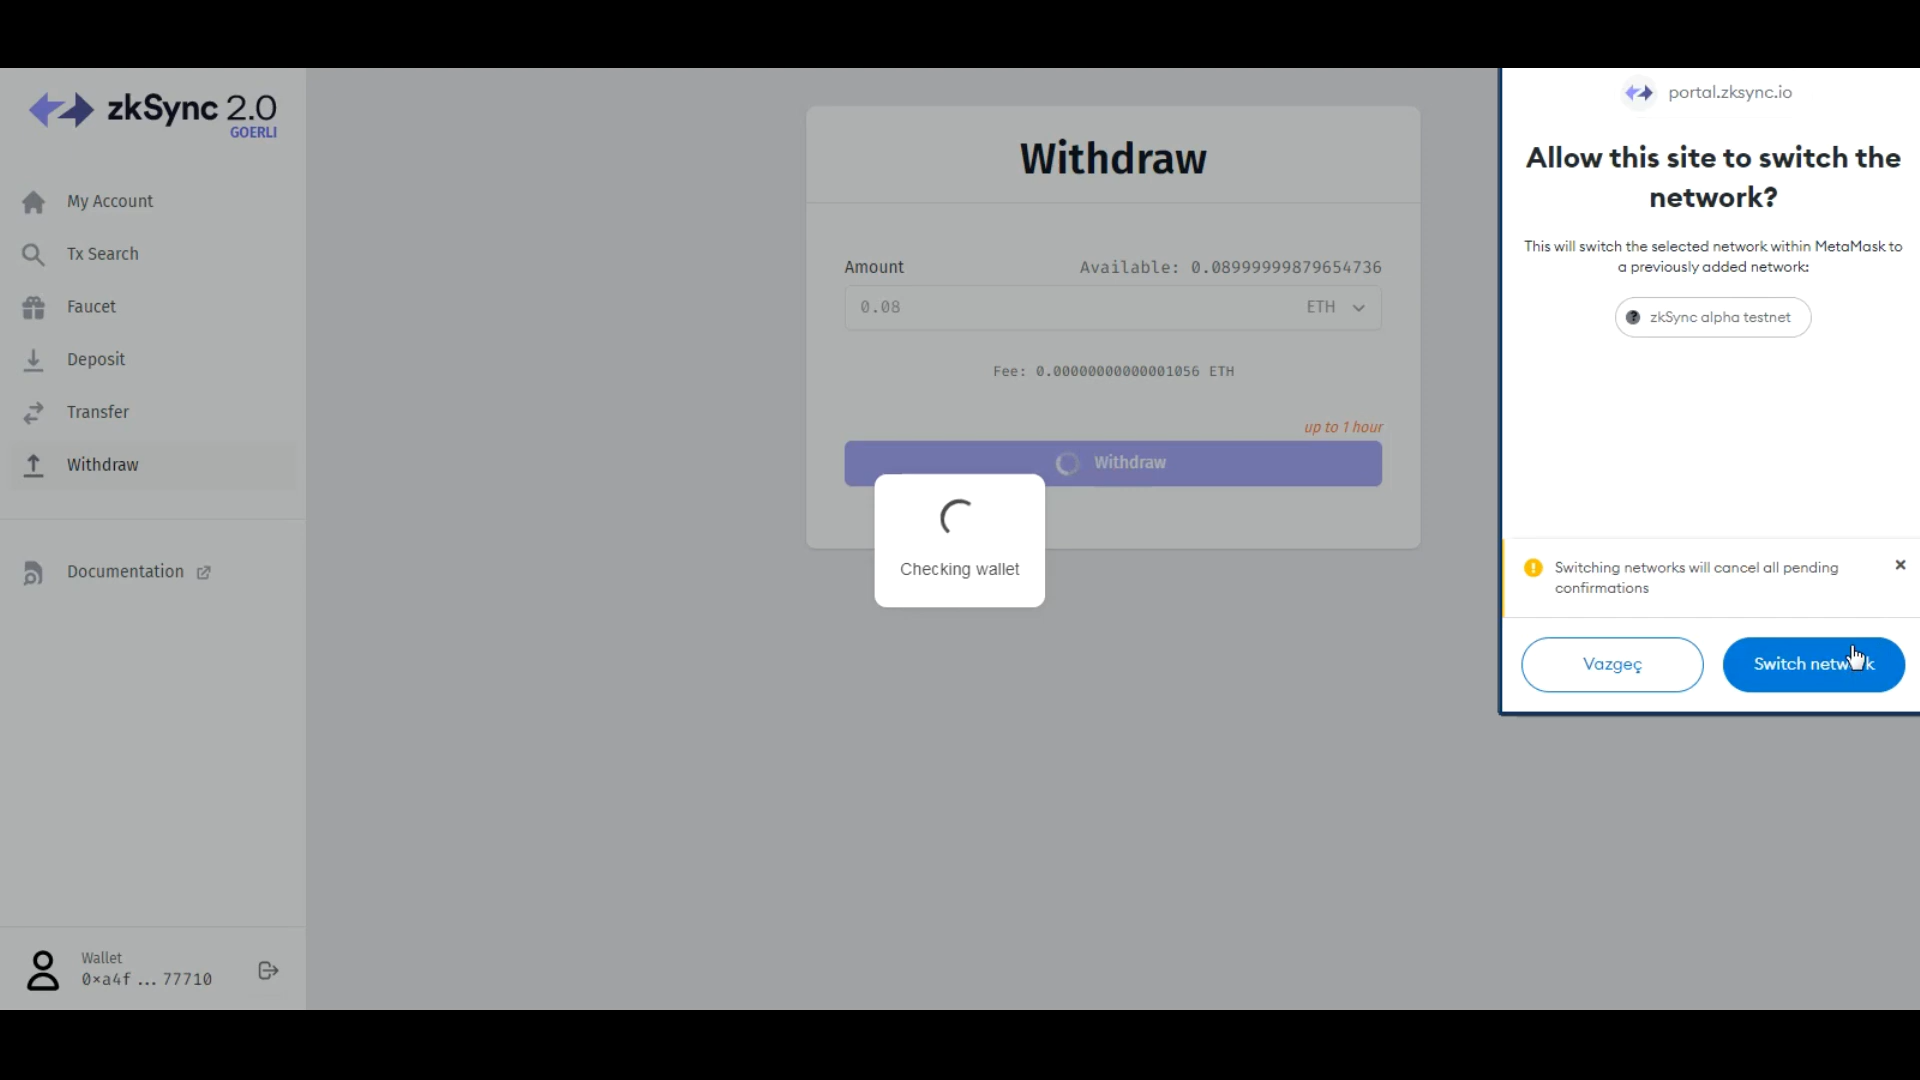 zkSync 2.0
GOERLI
My Account
Tx Search
Faucet
Deposit
Transfer
Withdraw
Documentation
Wallet
0×a4f ... 77710
Withdraw
Amount
Available: 0.08999999879654736
0.08
ETH
Fee: 0.00000000000001056 ETH
up to 1 hour
Withdraw
Checking wallet
portal.zksync.io
Allow this site to switch the
network?
This will switch the selected network within MetaMask to
a previously added network:
zkSync alpha testnet
Switching networks will cancel all pending
confirmations
Vazgeç
Switch network